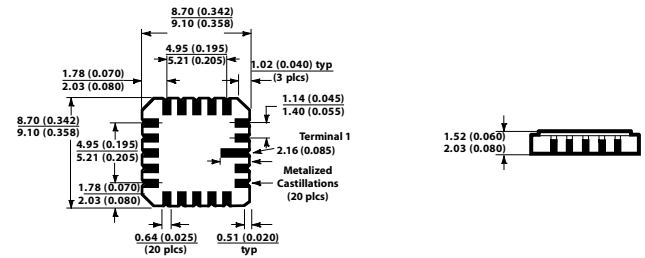 8.70 (0.342)
9.10 (0.358)
4.95 (0.195)
5.21 (0.205)
1.02 (0.040) typ
(3 plcs)
1.78 (0.070)
2.03 (0.080)
1.14 (0.045)
1.40 (0.055)
8.70 (0.342)
9.10 (0.358)
Terminal 1
4.95 (0.195)
5.21 (0.205)
2.16 (0.085)
Metalized
Castillations
(20 plcs)
1.78 (0.070)
2.03 (0.080)
0.64 (0.025)
(20 plcs)
0.51 (0.020)
typ
1.52 (0.060)
2.03 (0.080)